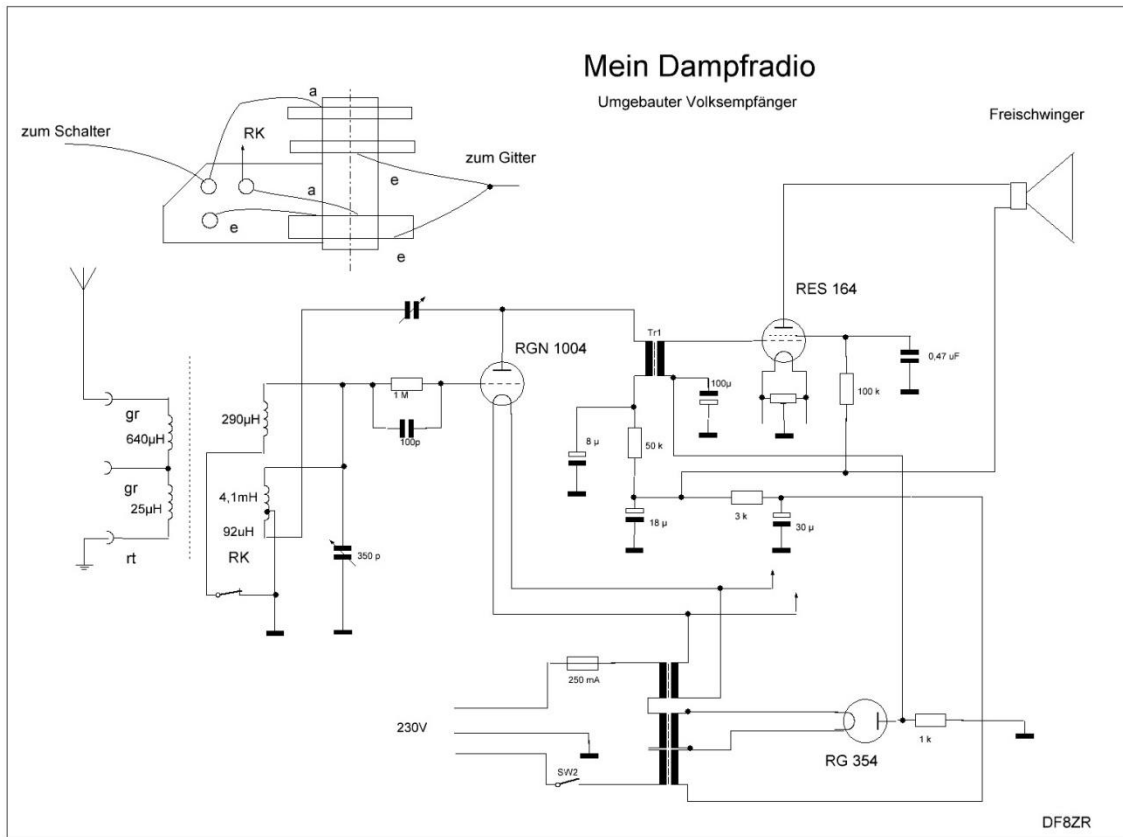 Mein Dampfradio
Umgebauter Volksempfänger
Freischwinger
zum Schalter
a
RK
zum Gitter
a
e
e
e
RES 164
RGN 1004
Tr1
0,47 uF
100µ
100 k
1 M
100p
gr
640µH
290µH
8 µ
50 k
gr
25µH
4,1mH
92uH
18 µ
3 k
30 µ
rt
RK
350 p
250 mA
230V
SW2
RG 354
1 k
DF8ZR